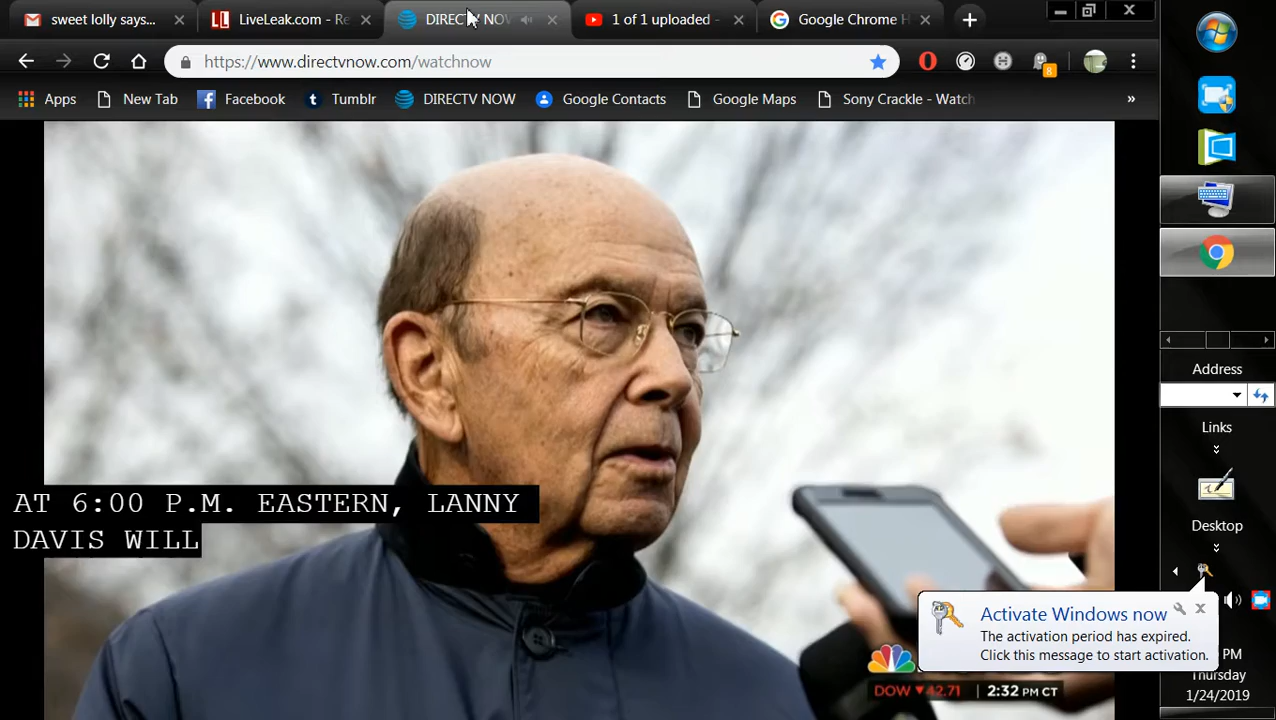 sweet lolly says...
LiveLeak.com - Re
DIRECTV NOW
1 of 1 uploaded -
Google Chrome H
https://www.directvnow.com/watchnow
8
Apps
New Tab
Facebook
Tumblr
DIRECTV NOW
Google Contacts
Google Maps
Sony Crackle - Watch
»
AT 6:00 P.M. EASTERN, LANNY
DAVIS WILL
DOW ▼42.71 | 2:32 PM CT
Address
Links
Desktop
Activate Windows now
The activation period has expired.
Click this message to start activation.
PM
Thursday
1/24/2019